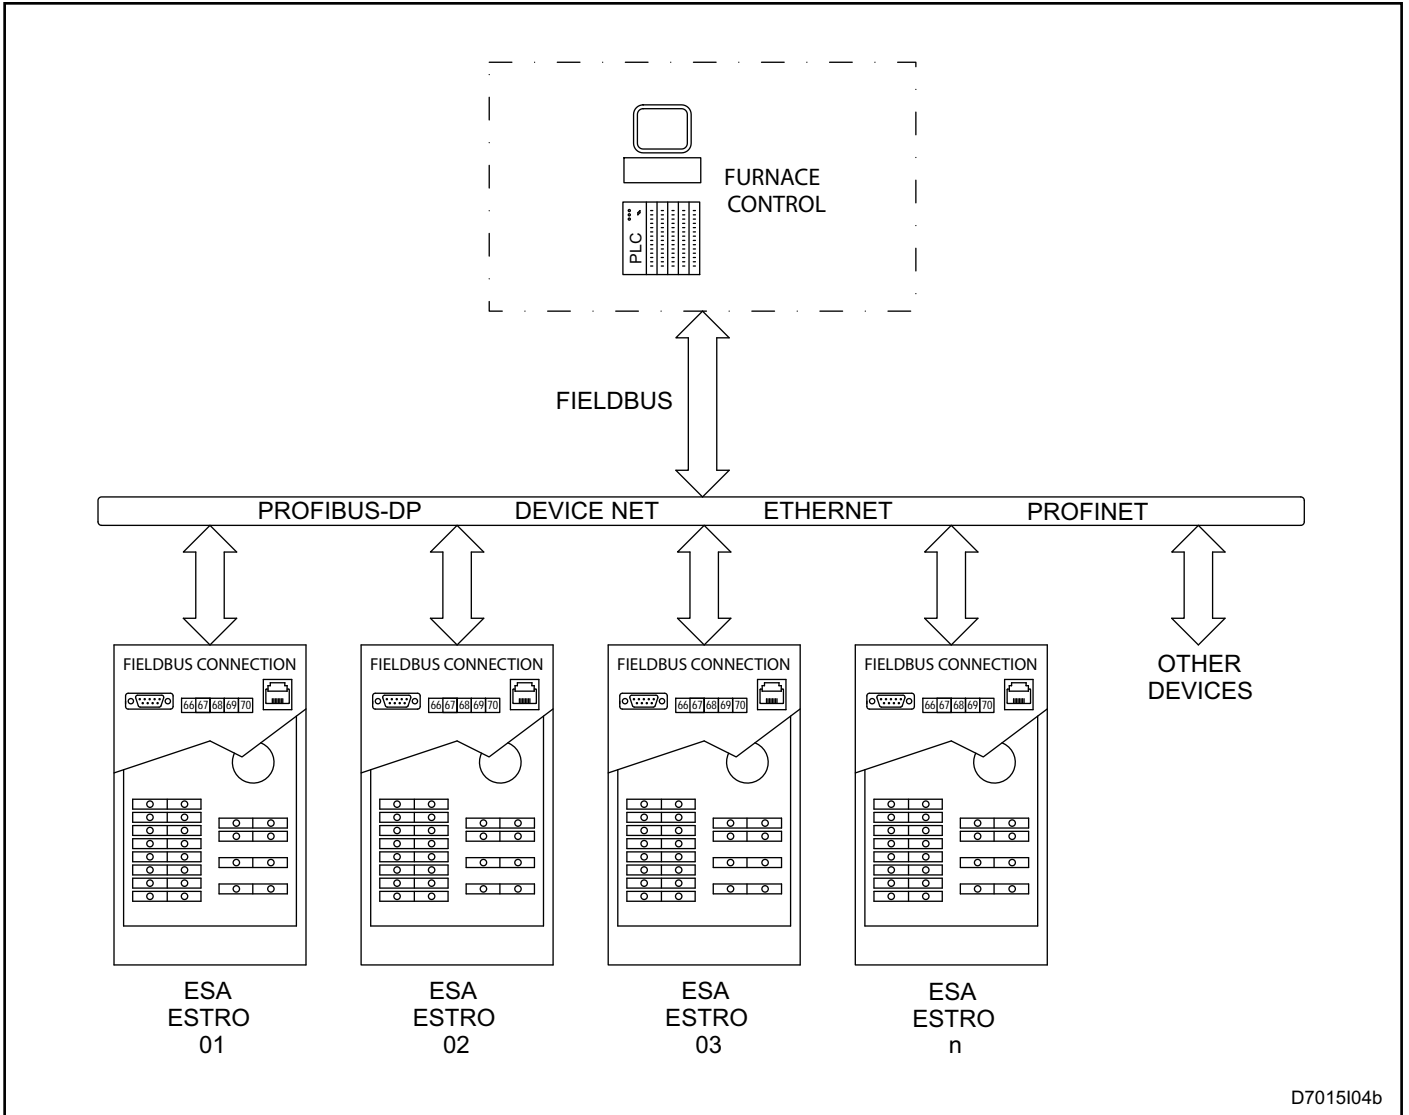 FURNACE
CONTROL
PLC
FIELDBUS
PROFIBUS-DP DEVICE NET ETHERNET PROFINET
FIELDBUS CONNECTION FIELDBUS CONNECTION FIELDBUS CONNECTION FIELDBUS CONNECTION
OTHER
DEVICES
66 67 68 69 70 66 67 68 69 70 66 67 68 69 70 66 67 68 69 70
ESA
ESTRO
01
ESA
ESTRO
02
ESA
ESTRO
03
ESA
ESTRO
n
D7015I04b